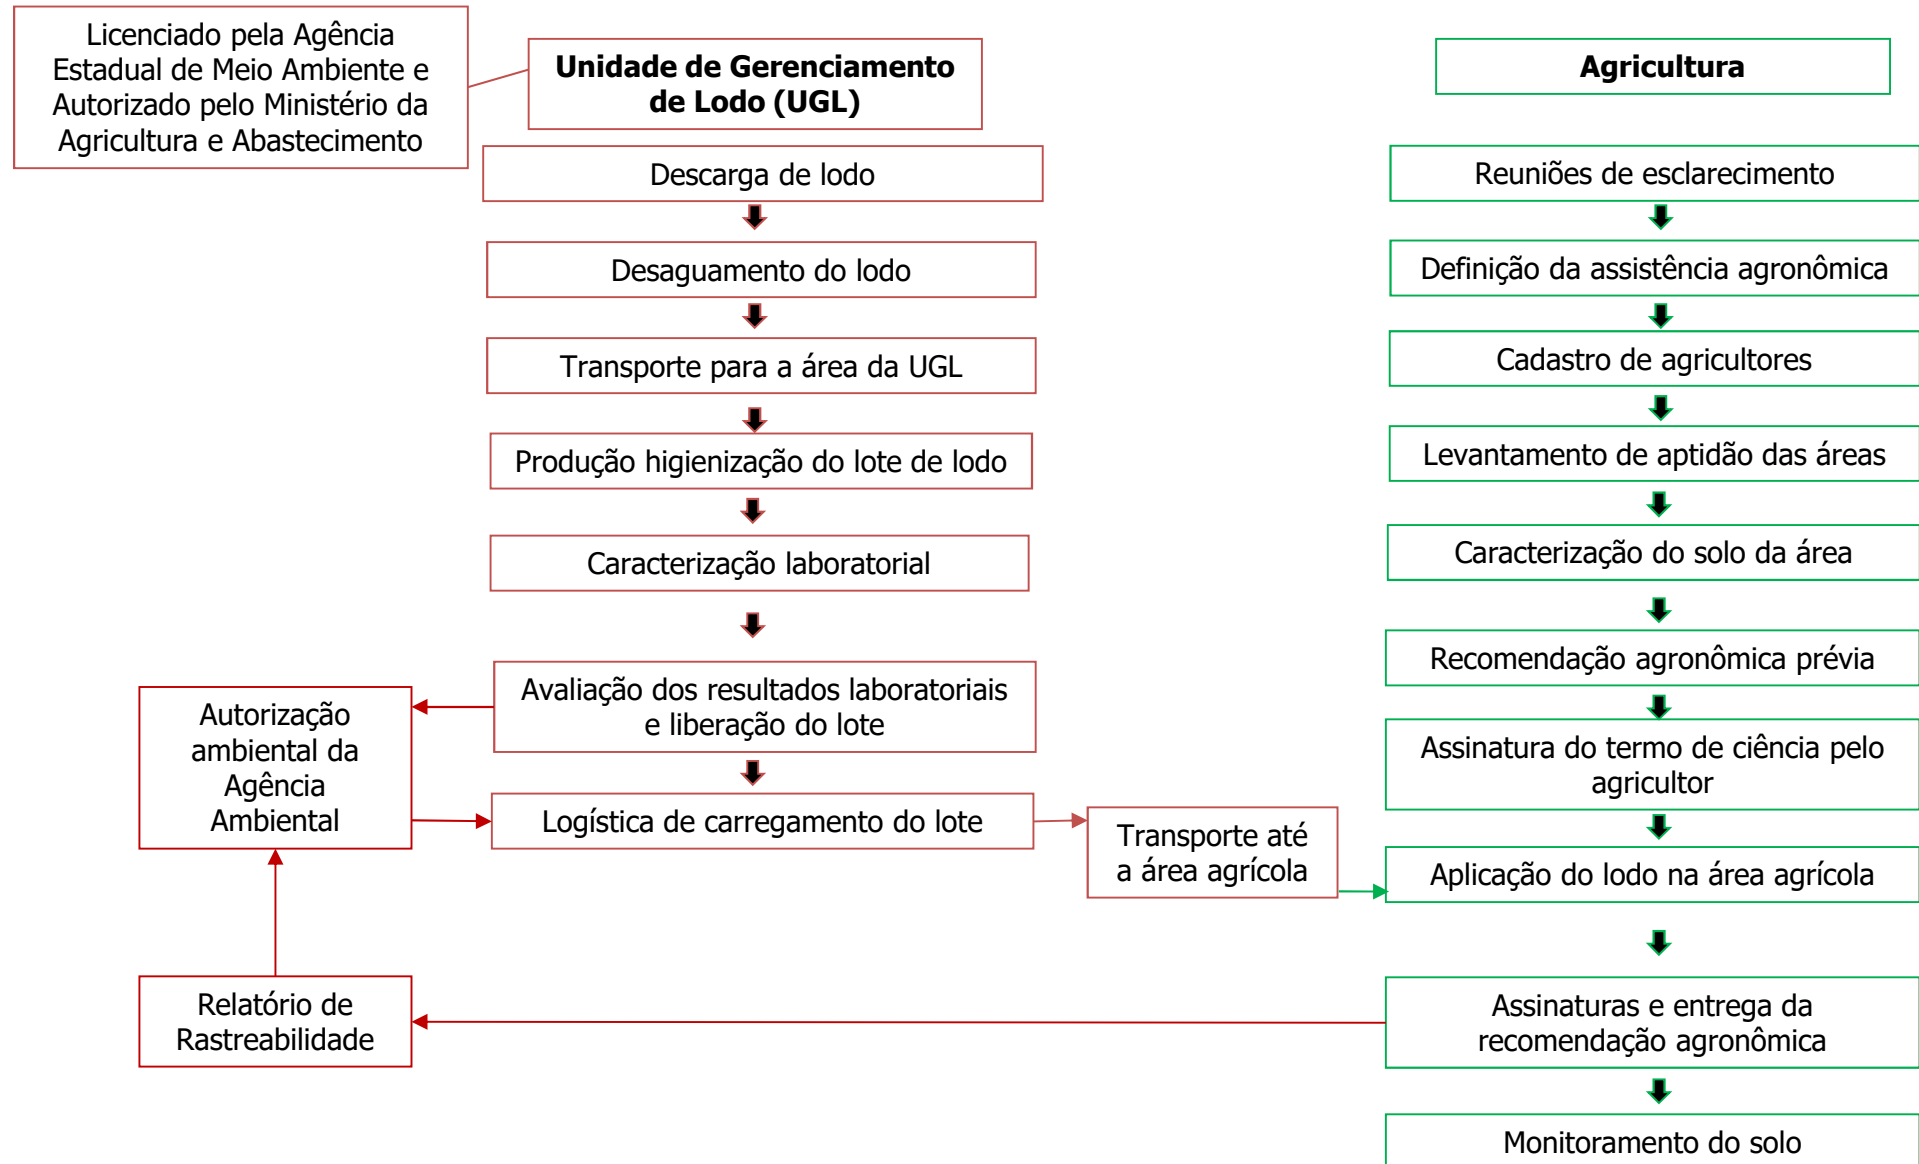 Licenciado pela Agência
Estadual de Meio Ambiente e
Autorizado pelo Ministério da
Agricultura e Abastecimento
Unidade de Gerenciamento
de Lodo (UGL)
Descarga de lodo
Desaguamento do lodo
Transporte para a área da UGL
Produção higienização do lote de lodo
Caracterização laboratorial
Avaliação dos resultados laboratoriais
e liberação do lote
Logística de carregamento do lote
Autorização
ambiental da
Agência
Ambiental
Relatório de
Rastreabilidade
Transporte até
a área agrícola
Agricultura
Reuniões de esclarecimento
Definição da assistência agronômica
Cadastro de agricultores
Levantamento de aptidão das áreas
Caracterização do solo da área
Recomendação agronômica prévia
Assinatura do termo de ciência pelo
agricultor
Aplicação do lodo na área agrícola
Assinaturas e entrega da
recomendação agronômica
Monitoramento do solo